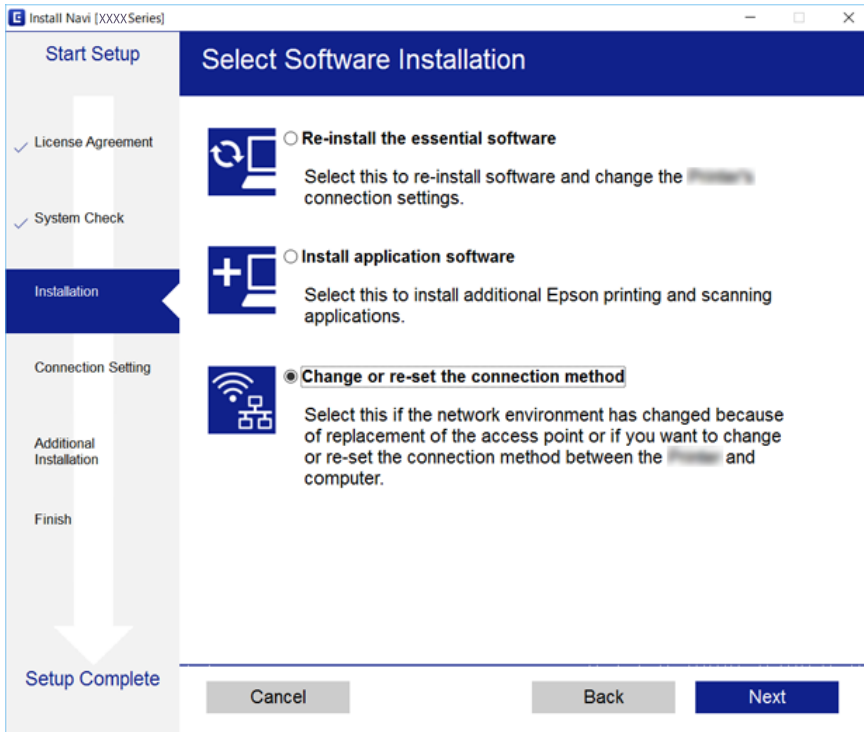 Install Navi [XXXX Series]
Start Setup
Select Software Installation
License Agreement
System Check
Installation
Connection Setting
Additional
Installation
Finish
Setup Complete
Re-install the essential software
Select this to re-install software and change the
connection settings.
Install application software
Select this to install additional Epson printing and scanning
applications.
Change or re-set the connection method
Select this if the network environment has changed because
of replacement of the access point or if you want to change
or re-set the connection method between the and
computer.
Cancel
Back
Next